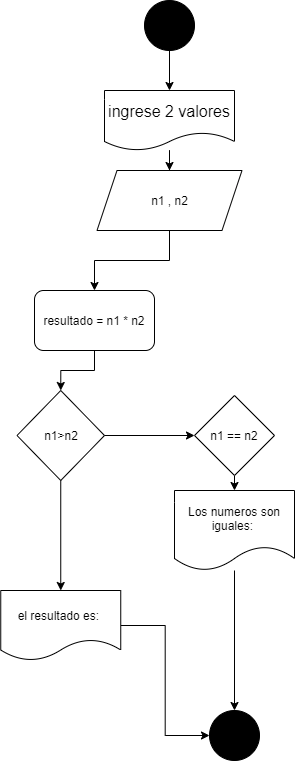 ingrese 2 valores
n1 , n2
resultado = n1 * n2
n1>n2
n1 == n2
Los numeros son
iguales:
el resultado es: